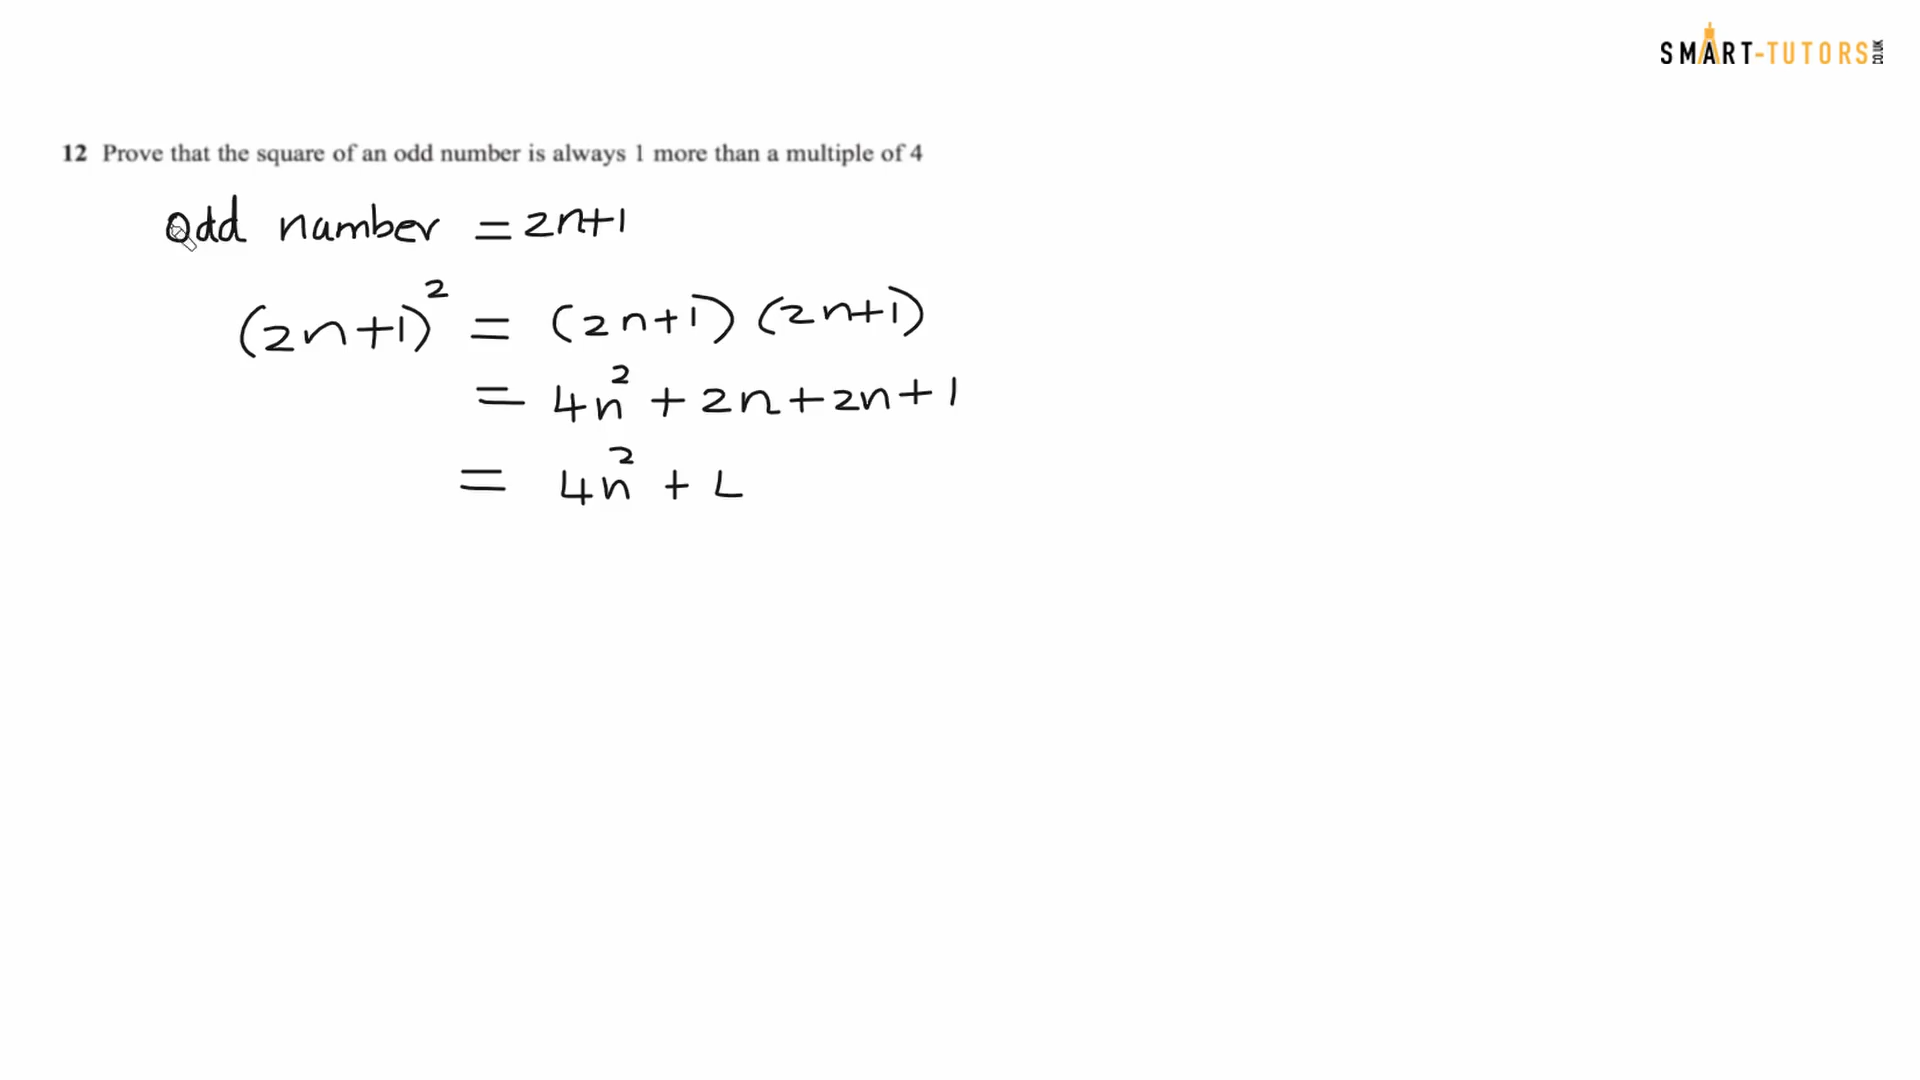 SMART-TUTORS.CO.UK
12 Prove that the square of an odd number is always 1 more than a multiple of 4
Odd number = 2n+1
(2n+1)² = (2n+1) (2n+1)
= 4n² + 2n + 2n + 1
= 4n² + L